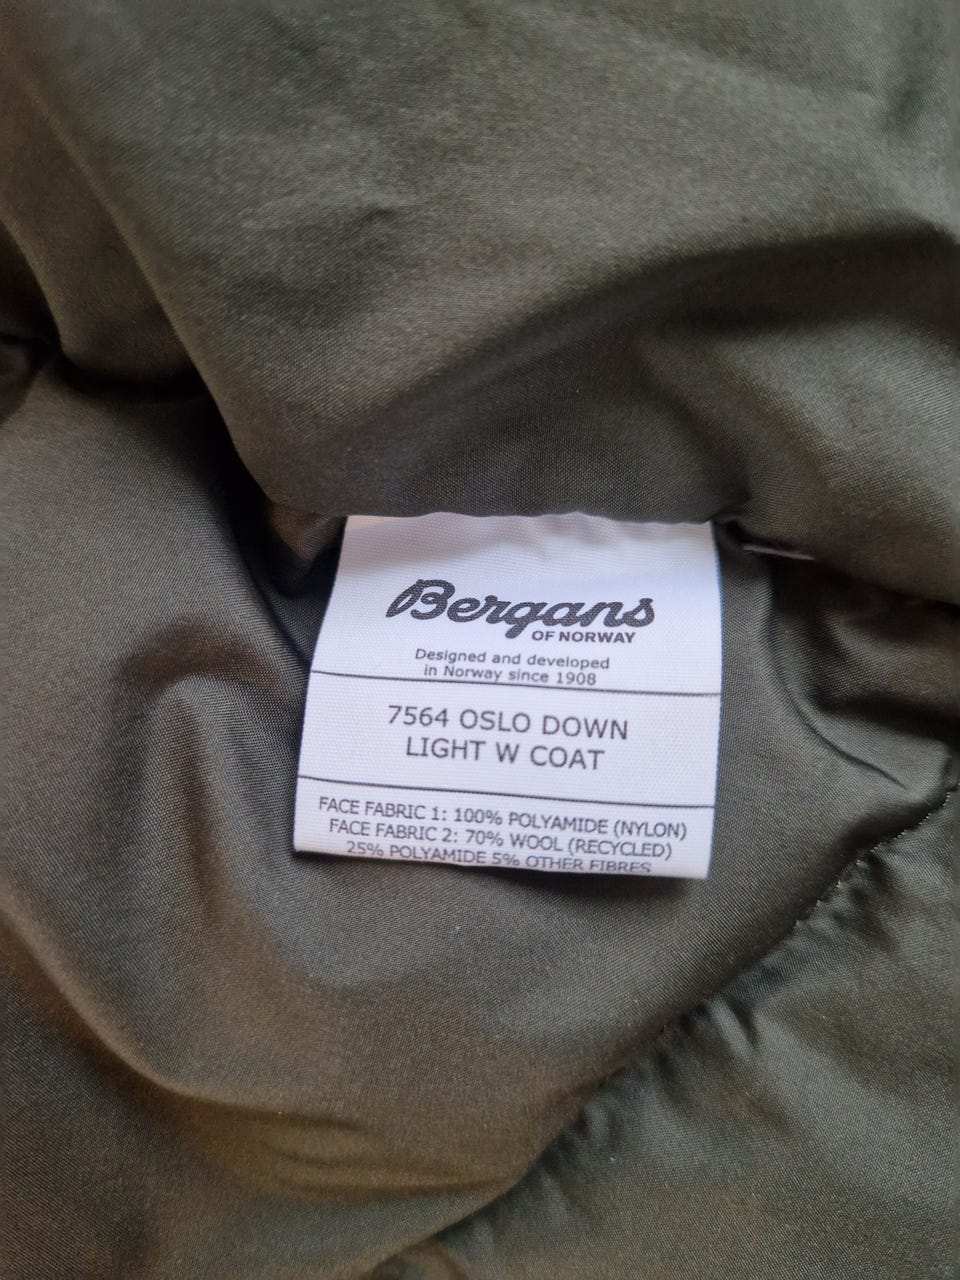 Bergans
OF NORWAY
Designed and developed
in Norway since 1908
7564 OSLO DOWN
LIGHT W COAT
FACE FABRIC 1: 100% POLYAMIDE (NYLON)
FACE FABRIC 2: 70% WOOL (RECYCLED)
25% POLYAMIDE 5% OTHER FIBRES